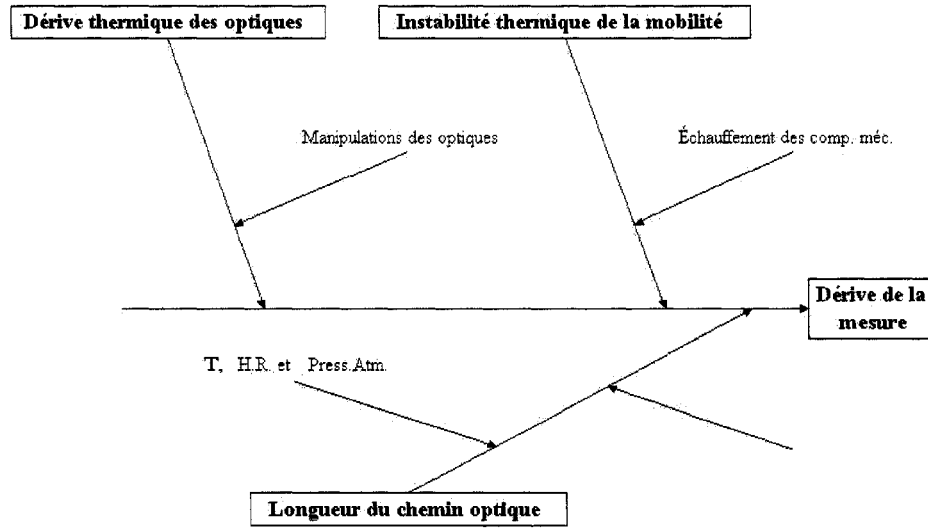 Dérive thermique des optiques
Instabilité thermique de la mobilité
Manipulations des optiques
Échauffement des comp. méc.
Dérive de la
mesure
T, H.R. et Press.Atm.
Longueur du chemin optique